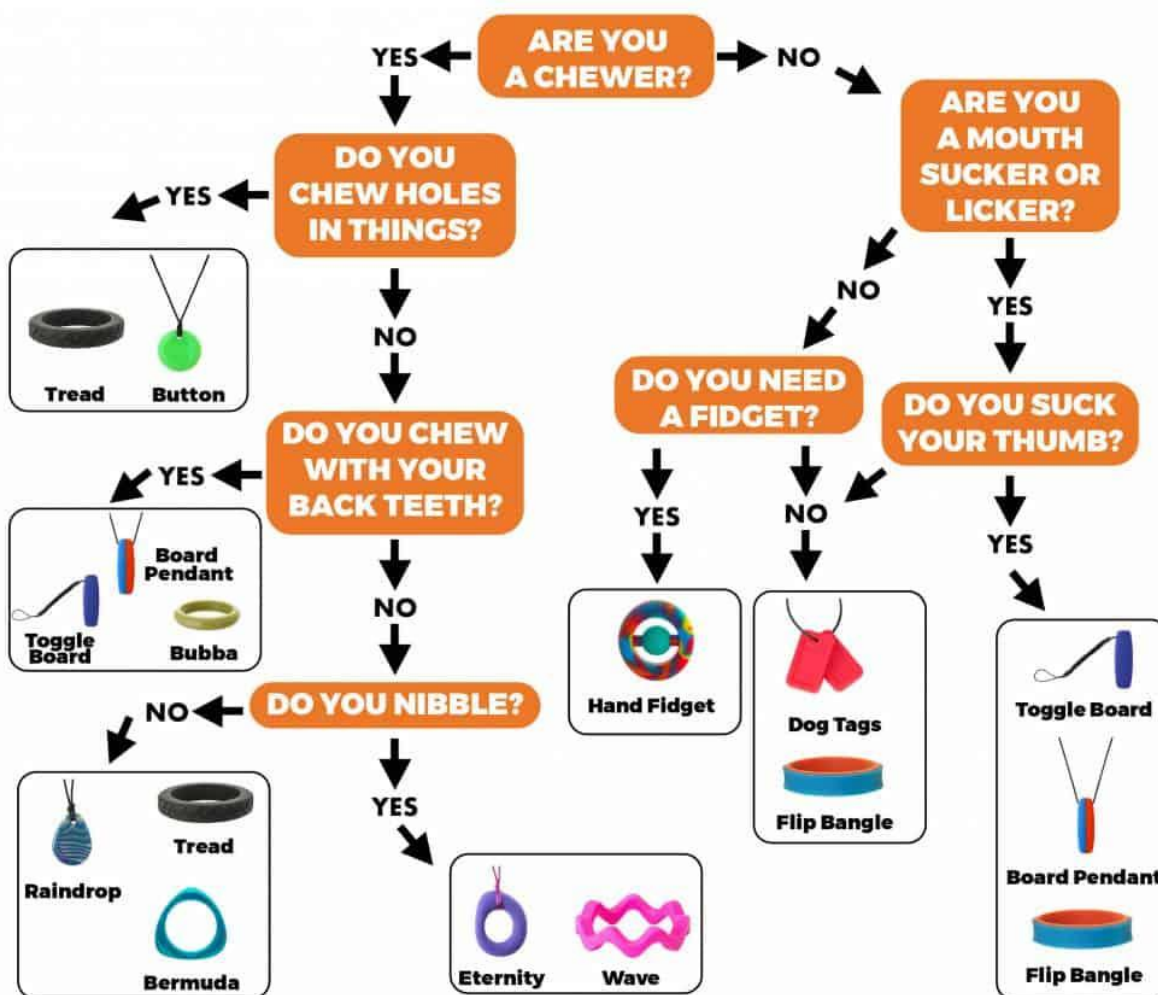 ARE YOU
A CHEWER?
YES
NO
DO YOU
CHEW HOLES
IN THINGS?
YES
Tread
Button
NO
DO YOU CHEW
WITH YOUR
BACK TEETH?
YES
Board
Pendant
Toggle
Board
Bubba
NO
DO YOU NIBBLE?
NO
Raindrop
Tread
Bermuda
YES
Eternity
Wave
ARE YOU
A MOUTH
SUCKER OR
LICKER?
NO
YES
DO YOU NEED
A FIDGET?
YES
Hand Fidget
NO
Dog Tags
Flip Bangle
DO YOU SUCK
YOUR THUMB?
YES
Toggle Board
Board Pendant
Flip Bangle